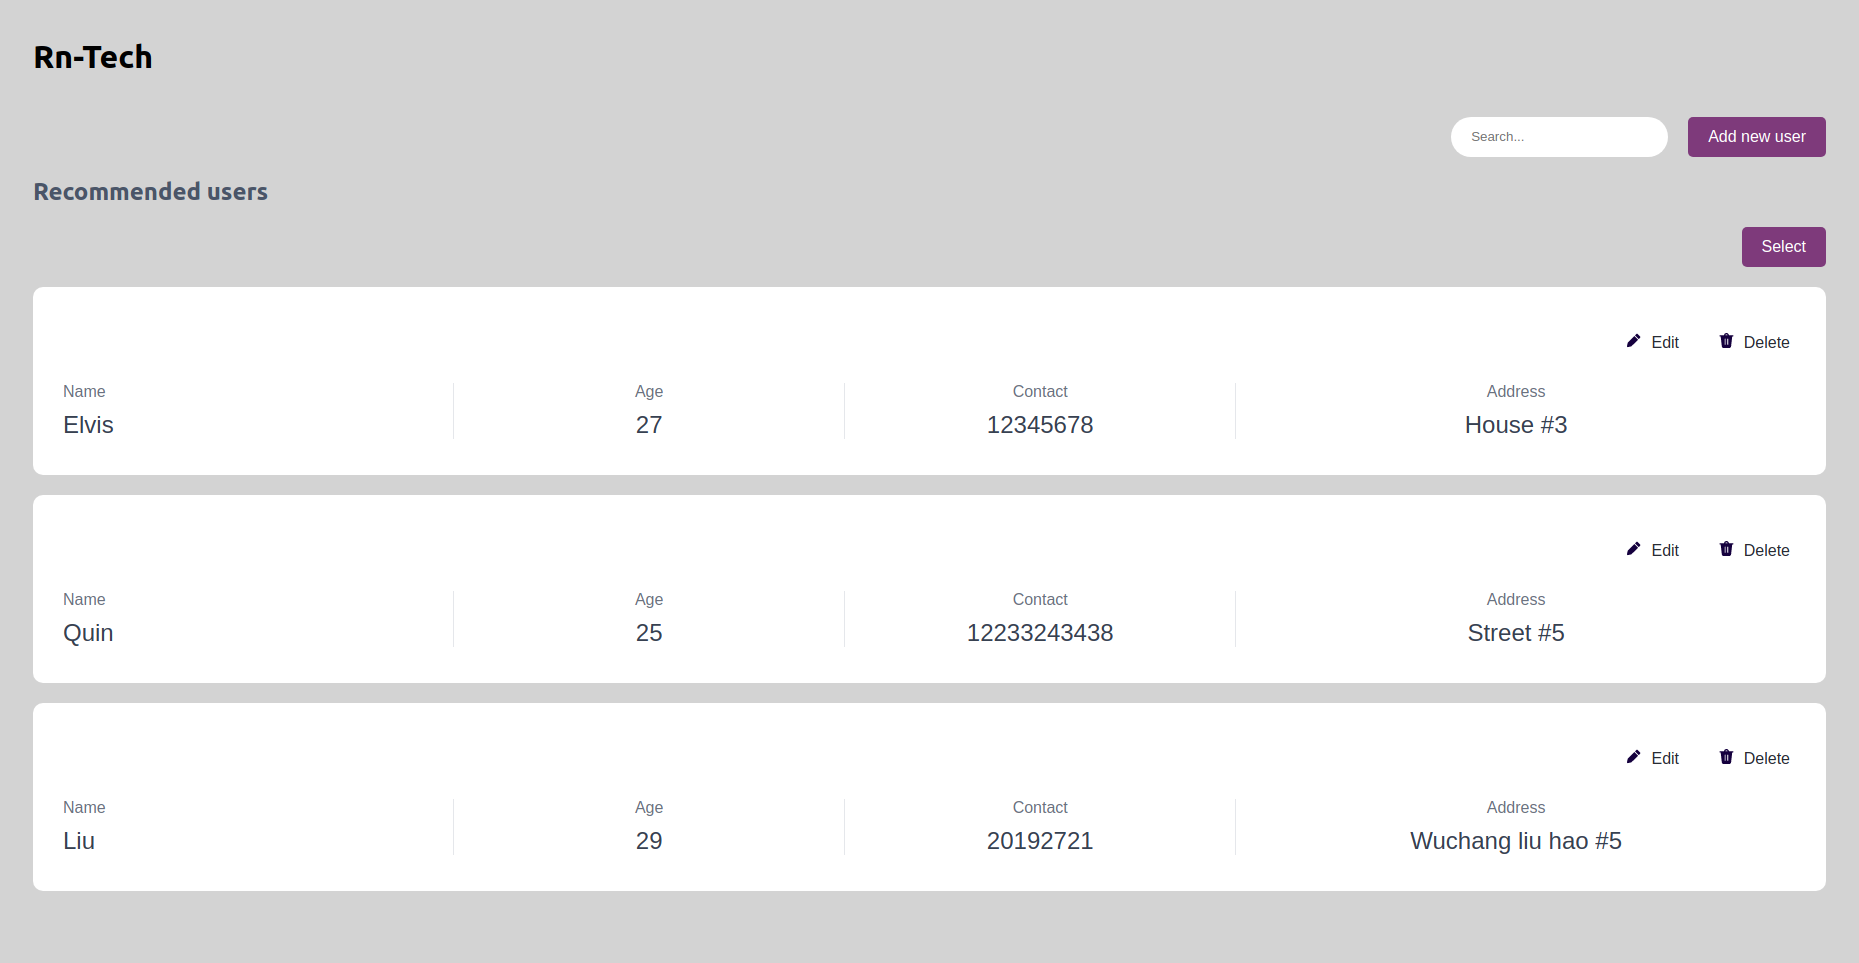 Rn-Tech
Search...
Add new user
Recommended users
Select
Edit Delete
Name Age Contact Address
Elvis 27 12345678 House #3
Edit Delete
Name Age Contact Address
Quin 25 12233243438 Street #5
Edit Delete
Name Age Contact Address
Liu 29 20192721 Wuchang liu hao #5